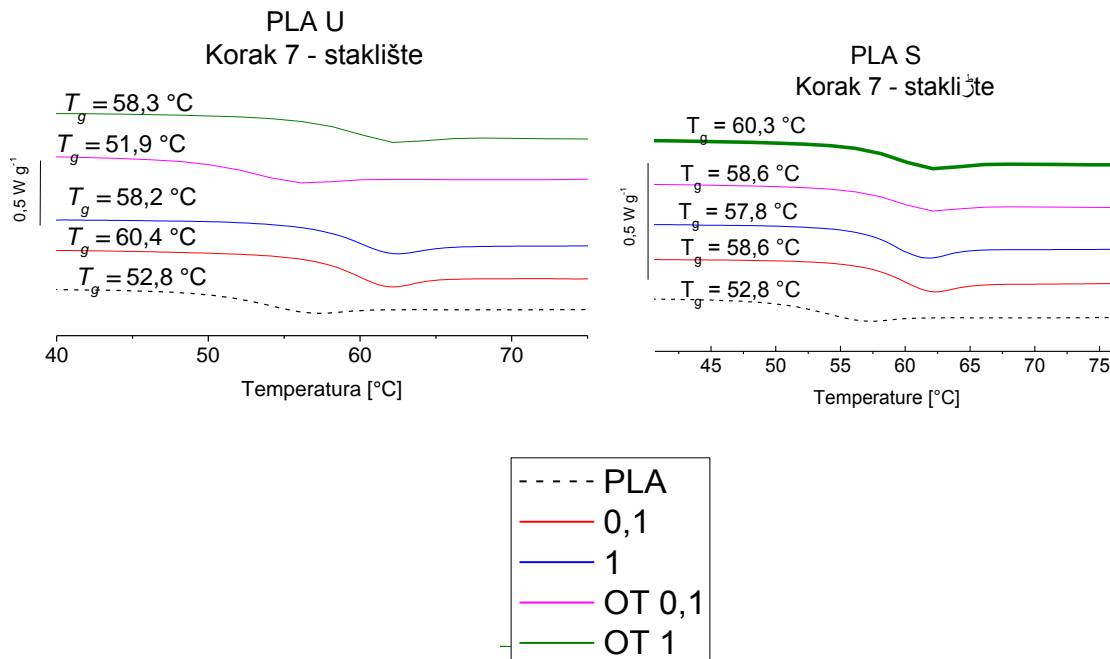 PLA U
Korak 7 - staklište
T_g = 58,3 °C
T_g = 51,9 °C
T_g = 58,2 °C
T_g = 60,4 °C
T_g = 52,8 °C
0,5 W g⁻¹
40 50 60 70
Temperatura [°C]
PLA S
Korak 7 -
T_g = 60,3 °C
T_g = 58,6 °C
T_g = 57,8 °C
T_g = 58,6 °C
T_g = 52,8 °C
0,5 W g⁻¹
45 50 55 60 65 70 75
Temperature [°C]
PLA
0,1
1
OT 0,1
OT 1